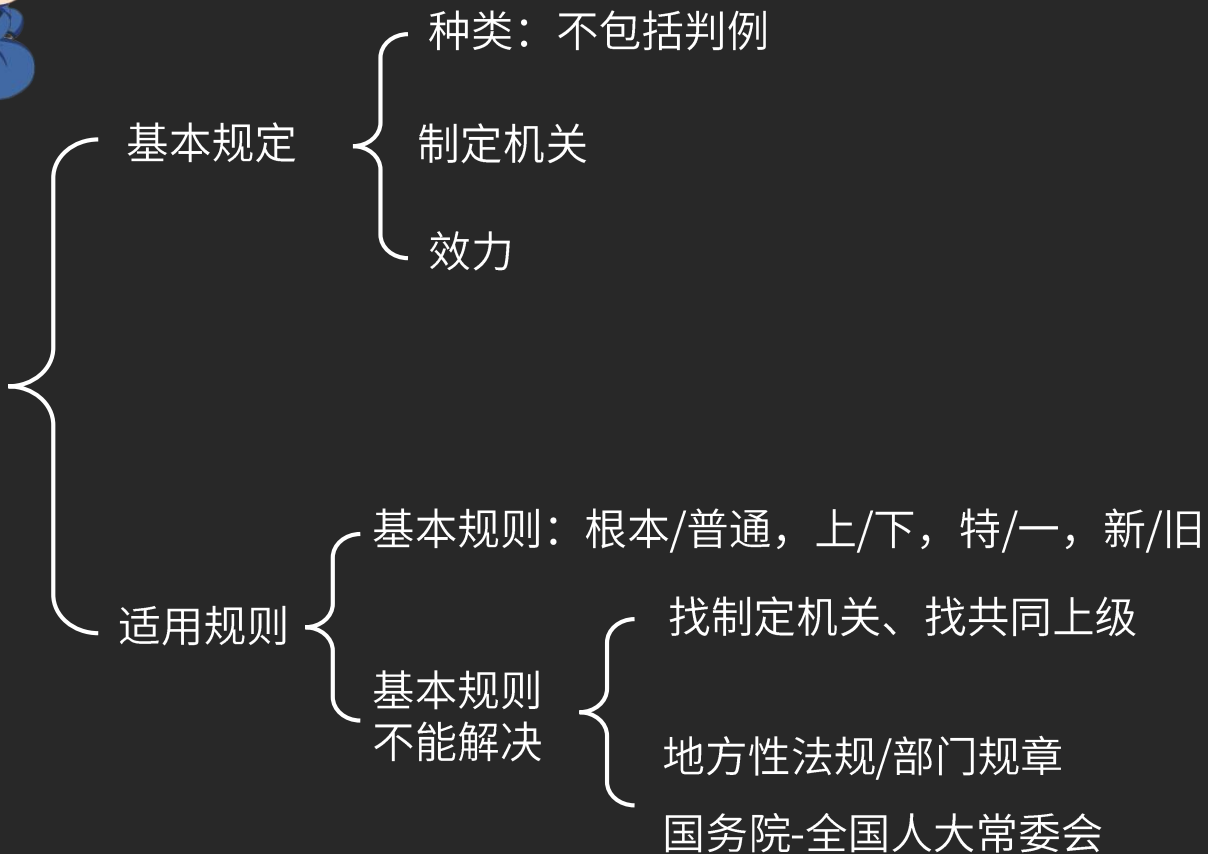 种类：不包括判例
基本规定
制定机关
效力
基本规则：根本/普通，上/下，特/一，新/旧
适用规则
找制定机关、找共同上级
基本规则
不能解决
地方性法规/部门规章
国务院-全国人大常委会